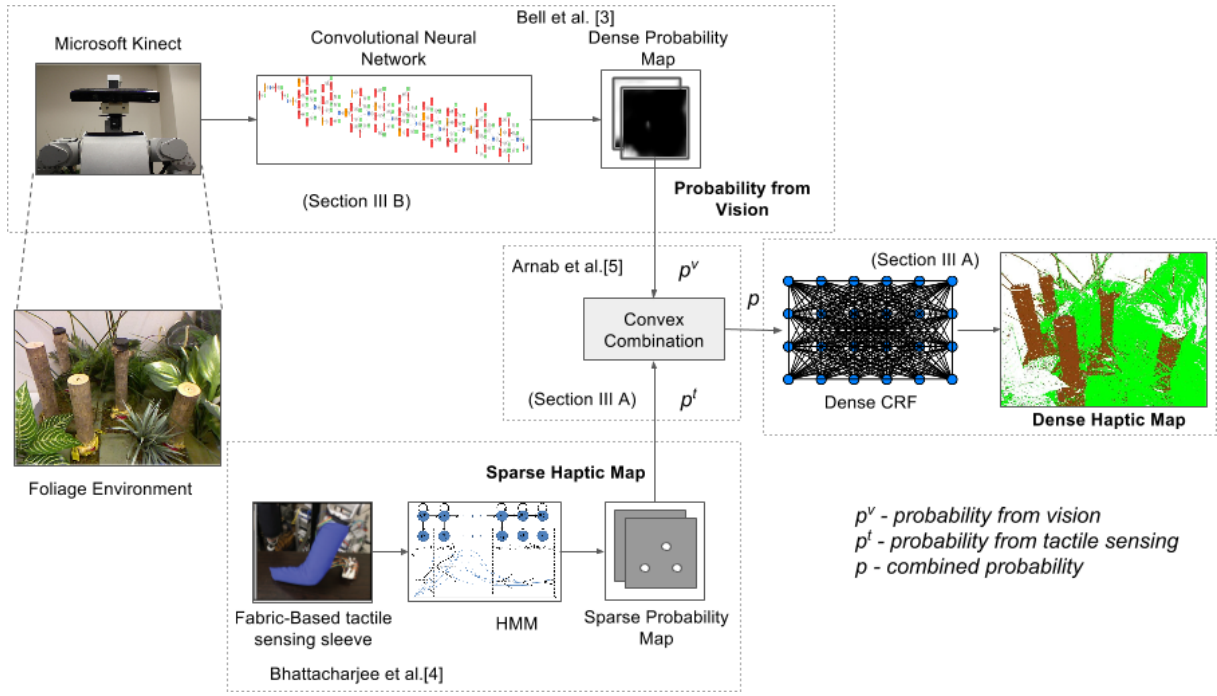 Bell et al. [3]
Microsoft Kinect
Convolutional Neural
Network
Dense Probability
Map
(Section III B)
Probability from
Vision
Foliage Environment
Arnab et al.[5]
p^v
Convex
Combination
(Section III A)
p^t
p
(Section III A)
Dense CRF
Dense Haptic Map
Sparse Haptic Map
Fabric-Based tactile
sensing sleeve
HMM
Sparse Probability
Map
Bhattacharjee et al.[4]
p^v - probability from vision
p^t - probability from tactile sensing
p - combined probability